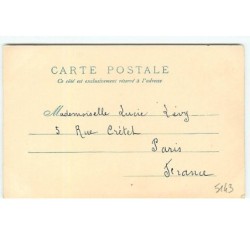 CARTE POSTALE
Ce côté est exclusivement réservé à l'adresse
Mademoiselle Lucie Lévy
5 Rue Crétet
Paris
France
5163